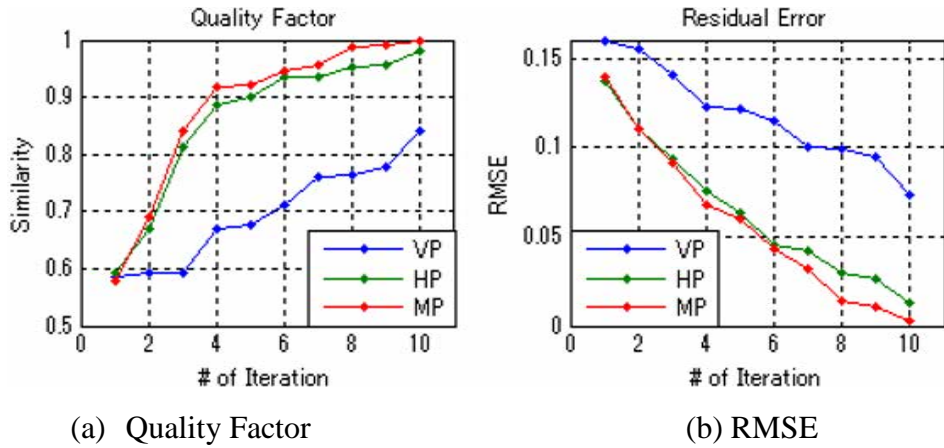 Quality Factor
Similarity
1
0.9
0.8
0.7
0.6
0.5
0 2 4 6 8 10
# of Iteration
VP
HP
MP
(a) Quality Factor
Residual Error
RMSE
0.15
0.1
0.05
0
0 2 4 6 8 10
# of Iteration
VP
HP
MP
(b) RMSE